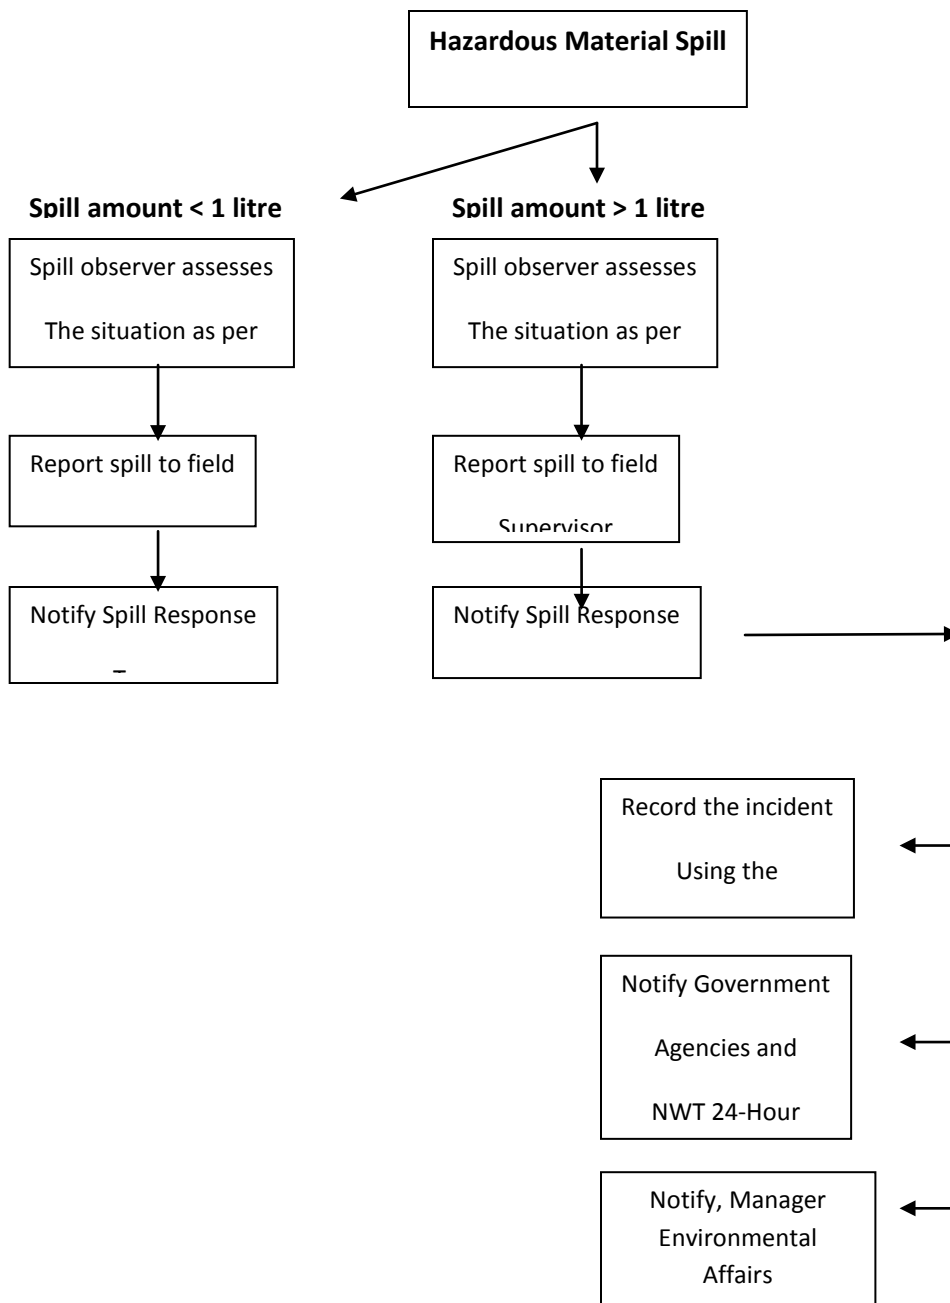 Hazardous Material Spill
Spill amount < 1 litre
Spill amount > 1 litre
Spill observer assesses
The situation as per
Spill observer assesses
The situation as per
Report spill to field
Report spill to field
Supervisor
Notify Spill Response
Notify Spill Response
Record the incident
Using the
Notify Government
Agencies and
NWT 24-Hour
Notify, Manager
Environmental
Affairs